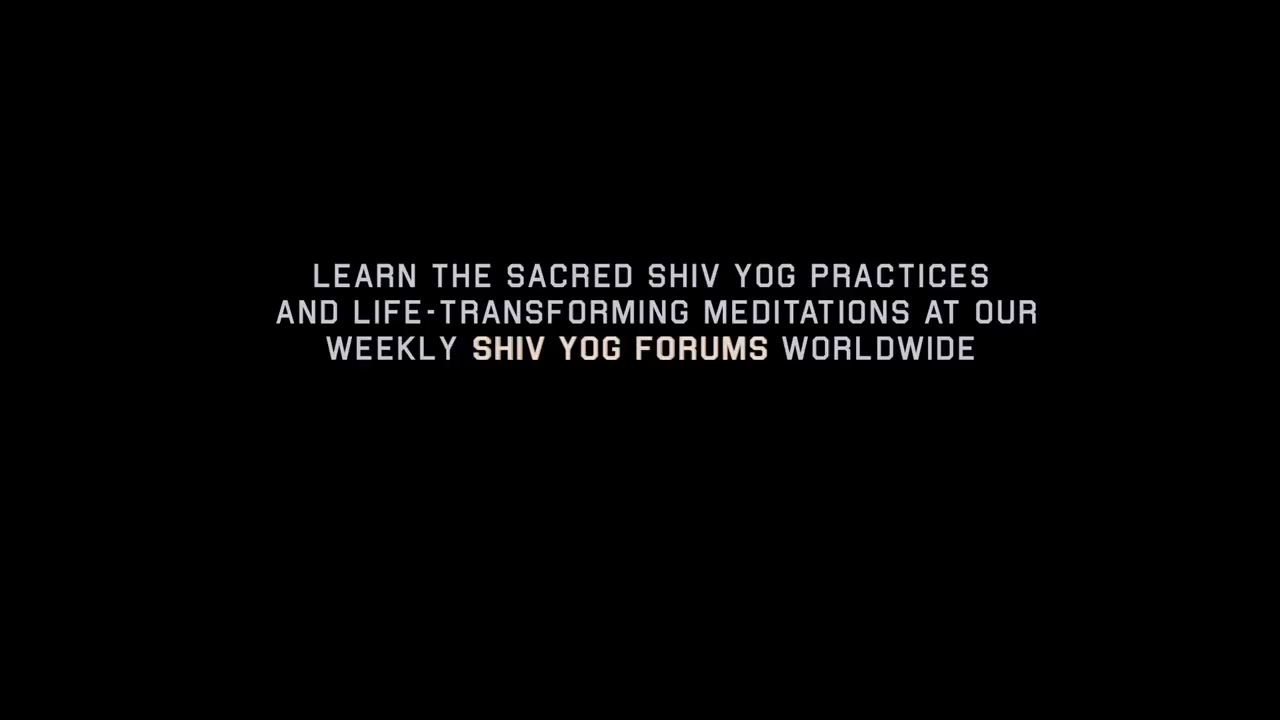 LEARN THE SACRED SHIV YOG PRACTICES
AND LIFE-TRANSFORMING MEDITATIONS AT OUR
WEEKLY SHIV YOG FORUMS WORLDWIDE